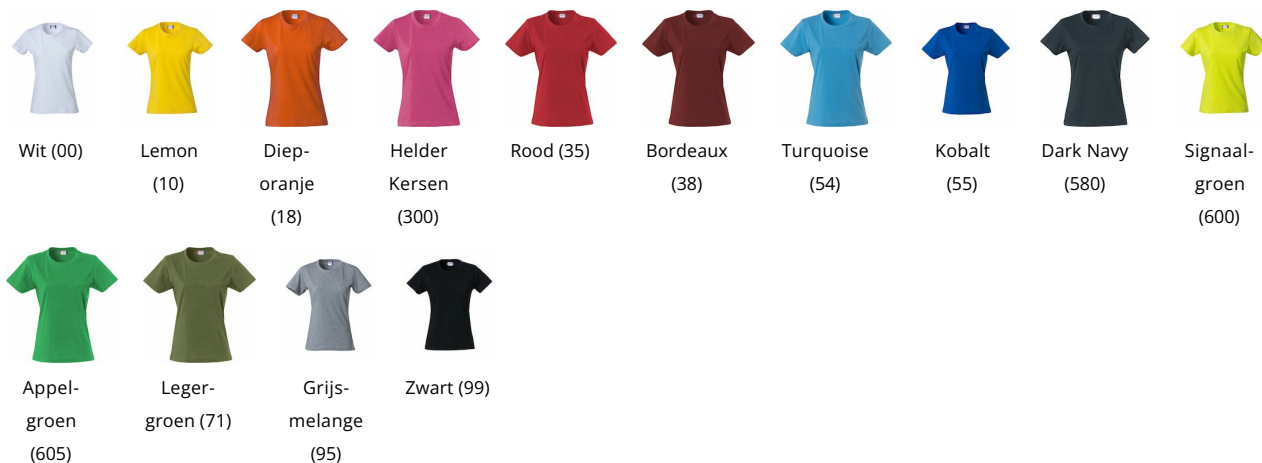 Wit (00)
Lemon
(10)
Diep-
oranje
(18)
Helder
Kersen
(300)
Rood (35)
Bordeaux
(38)
Turquoise
(54)
Kobalt
(55)
Dark Navy
(580)
Signaal-
groen
(600)
Appel-
groen
(605)
Leger-
groen (71)
Grijs-
melange
(95)
Zwart (99)